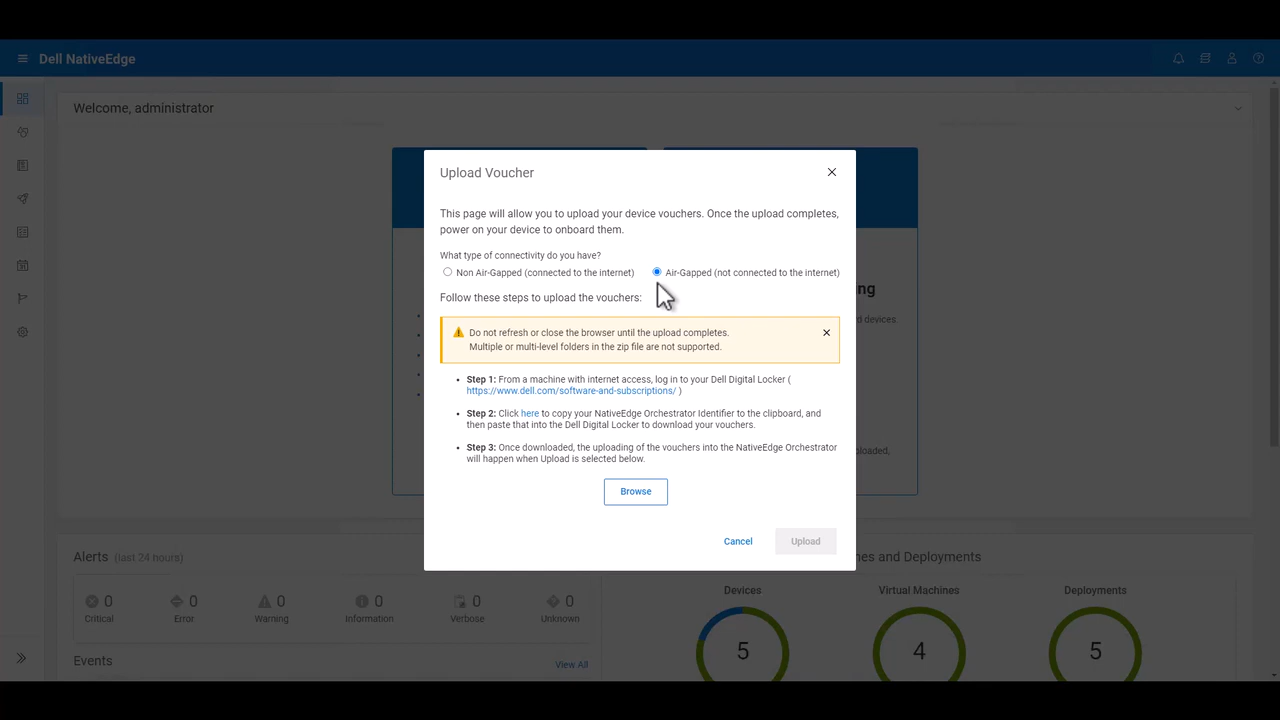 Dell NativeEdge
Welcome, administrator
Upload Voucher
This page will allow you to upload your device vouchers. Once the upload completes,
power on your device to onboard them.
What type of connectivity do you have?
Non Air-Gapped (connected to the internet)
Air-Gapped (not connected to the internet)
Follow these steps to upload the vouchers:
Do not refresh or close the browser until the upload completes.
Multiple or multi-level folders in the zip file are not supported.
• Step 1: From a machine with internet access, log in to your Dell Digital Locker (
https://www.dell.com/software-and-subscriptions/ )
• Step 2: Click here to copy your NativeEdge Orchestrator Identifier to the clipboard, and
then paste that into the Dell Digital Locker to download your vouchers.
• Step 3: Once downloaded, the uploading of the vouchers into the NativeEdge Orchestrator
will happen when Upload is selected below.
Browse
Cancel
Upload
ng
d devices.
loaded,
Alerts (last 24 hours)
0
Critical
0
Error
0
Warning
0
Information
0
Verbose
0
Unknown
Events
View All
nes and Deployments
Devices
5
Virtual Machines
4
Deployments
5